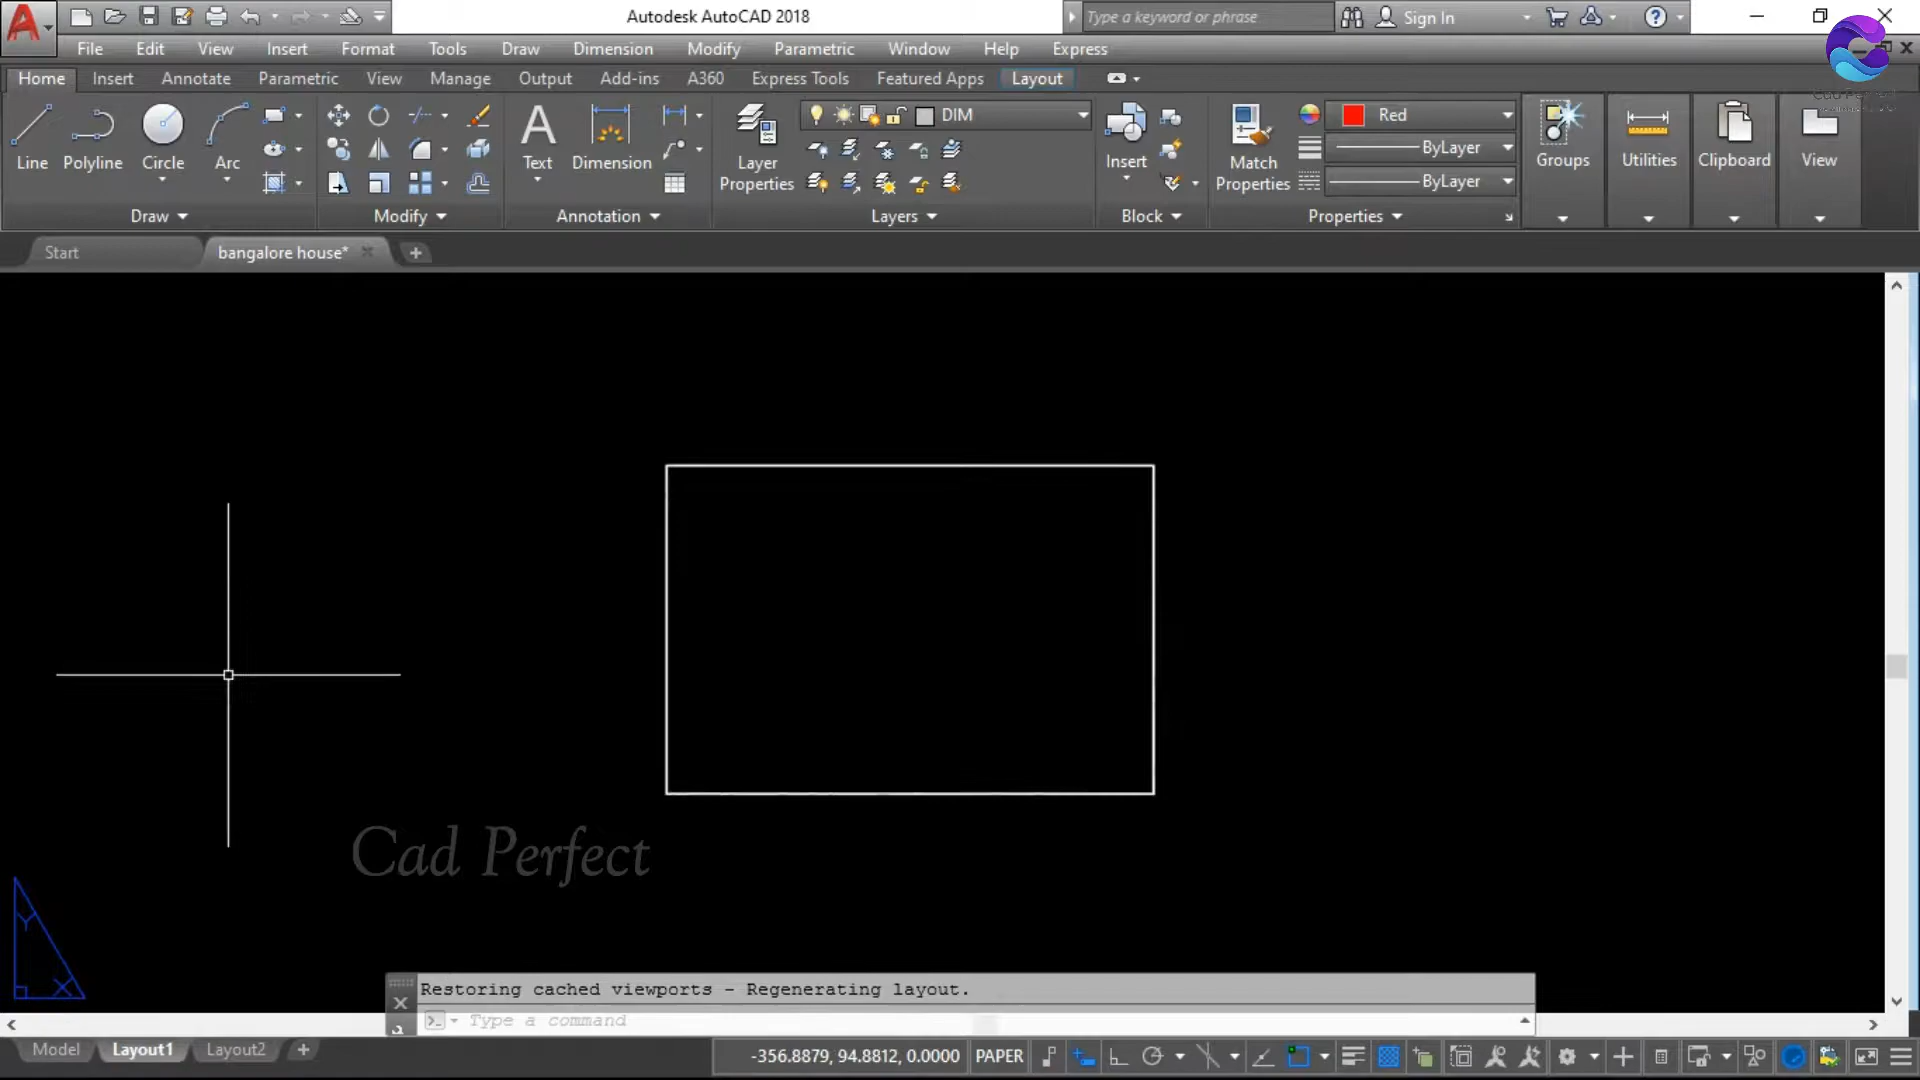 Autodesk AutoCAD 2018
Type a keyword or phrase
Sign In
File Edit View Insert Format Tools Draw Dimension Modify Parametric Window Help Express
Home Insert Annotate Parametric View Manage Output Add-ins A360 Express Tools Featured Apps Layout
DIM
Red
Line Polyline Circle Arc
Text Dimension
Layer Properties
Insert
Match Properties
ByLayer
ByLayer
Groups Utilities Clipboard View
Draw Modify Annotation Layers Block Properties
Start bangalore house*
Cad Perfect
Y
X
Restoring cached viewports - Regenerating layout.
Type a command
Model Layout1 Layout2
-356.8879, 94.8812, 0.0000 PAPER